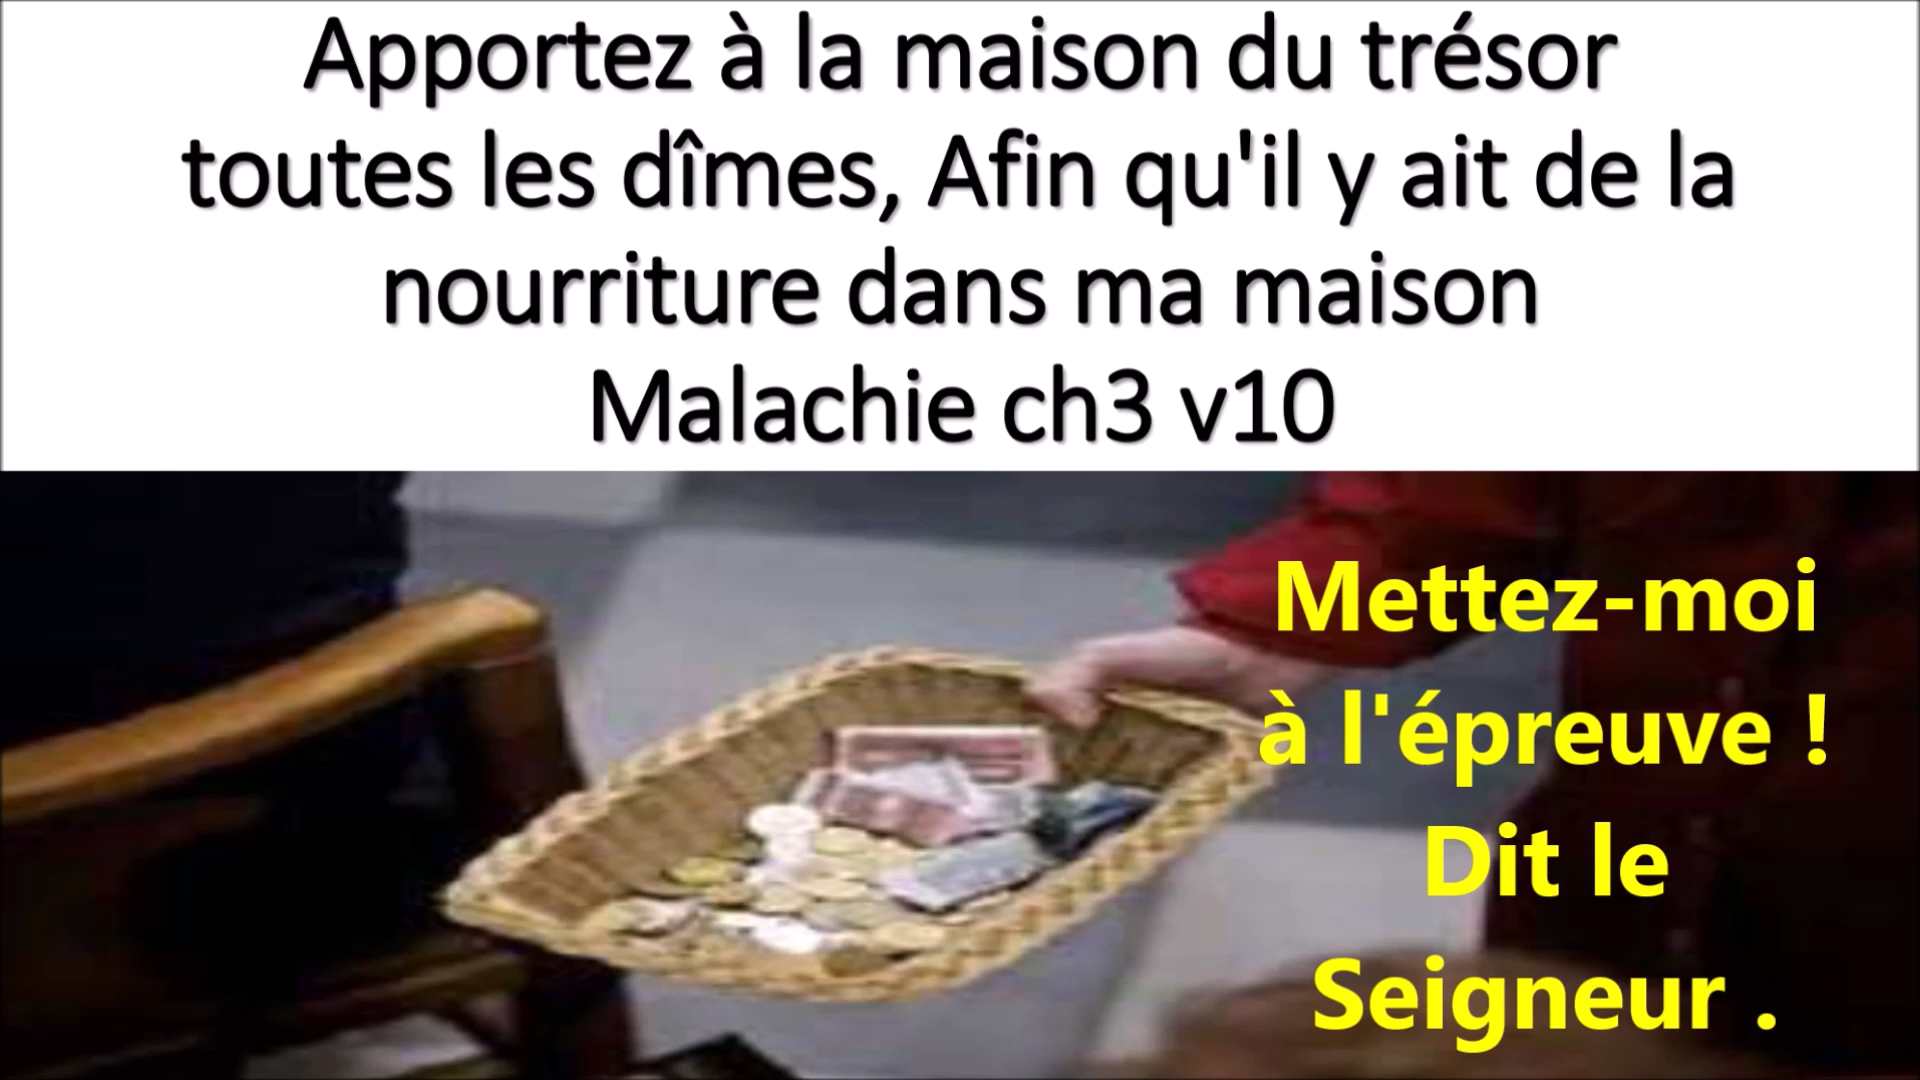 Apportez à la maison du trésor
toutes les dîmes, Afin qu'il y ait de la
nourriture dans ma maison
Malachie ch3 v10
Mettez-moi
à l'épreuve !
Dit le
Seigneur .